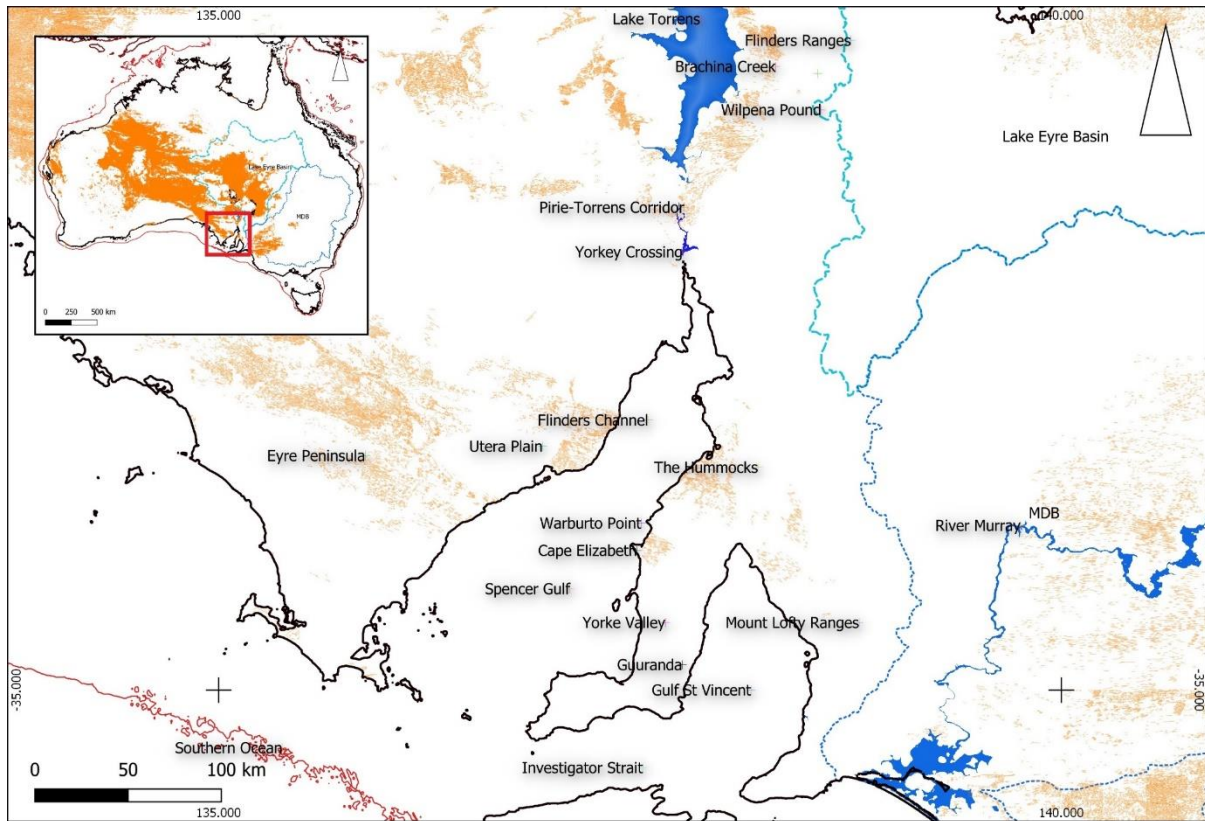 135.000
140.000
Lake Torrens
Flinders Ranges
Brachina Creek
Wilpena Pound
Lake Eyre Basin
Lake Eyre Basin
MDB
0 250 500 km
Pirie-Torrens Corridor
Yorkey Crossing
Flinders Channel
Utera Plain
Eyre Peninsula
The Hummocks
Warburto Point
Cape Elizabeth
River Murray
MDB
Spencer Gulf
Yorke Valley
Mount Lofty Ranges
Guuranda
Gulf St Vincent
-35.000
-35.000
Southern Ocean
Investigator Strait
0 50 100 km
135.000
140.000